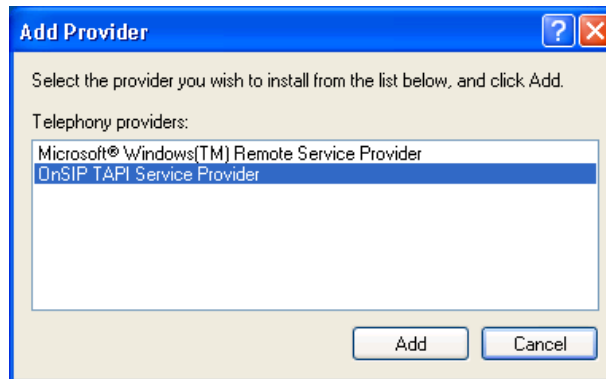 Add Provider
Select the provider you wish to install from the list below, and click Add.
Telephony providers:
Microsoft® Windows(TM) Remote Service Provider
OnSIP TAPI Service Provider
Add
Cancel